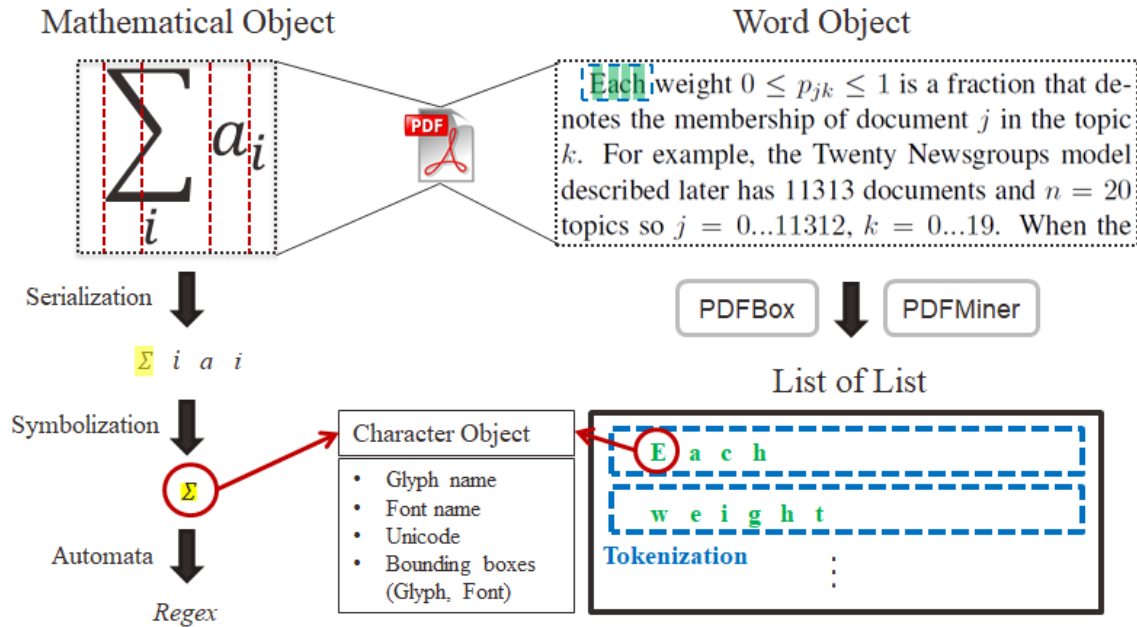 Mathematical Object
∑ a_i
i
Serialization
Σ i a i
Symbolization
Σ
Automata
Regex
PDF
Word Object
Each weight 0 ≤ p_{jk} ≤ 1 is a fraction that de-
notes the membership of document j in the topic
k. For example, the Twenty Newsgroups model
described later has 11313 documents and n = 20
topics so j = 0...11312, k = 0...19. When the
PDFBox
PDFMiner
Character Object
• Glyph name
• Font name
• Unicode
• Bounding boxes
(Glyph, Font)
List of List
E a c h
w e i g h t
Tokenization
⋮